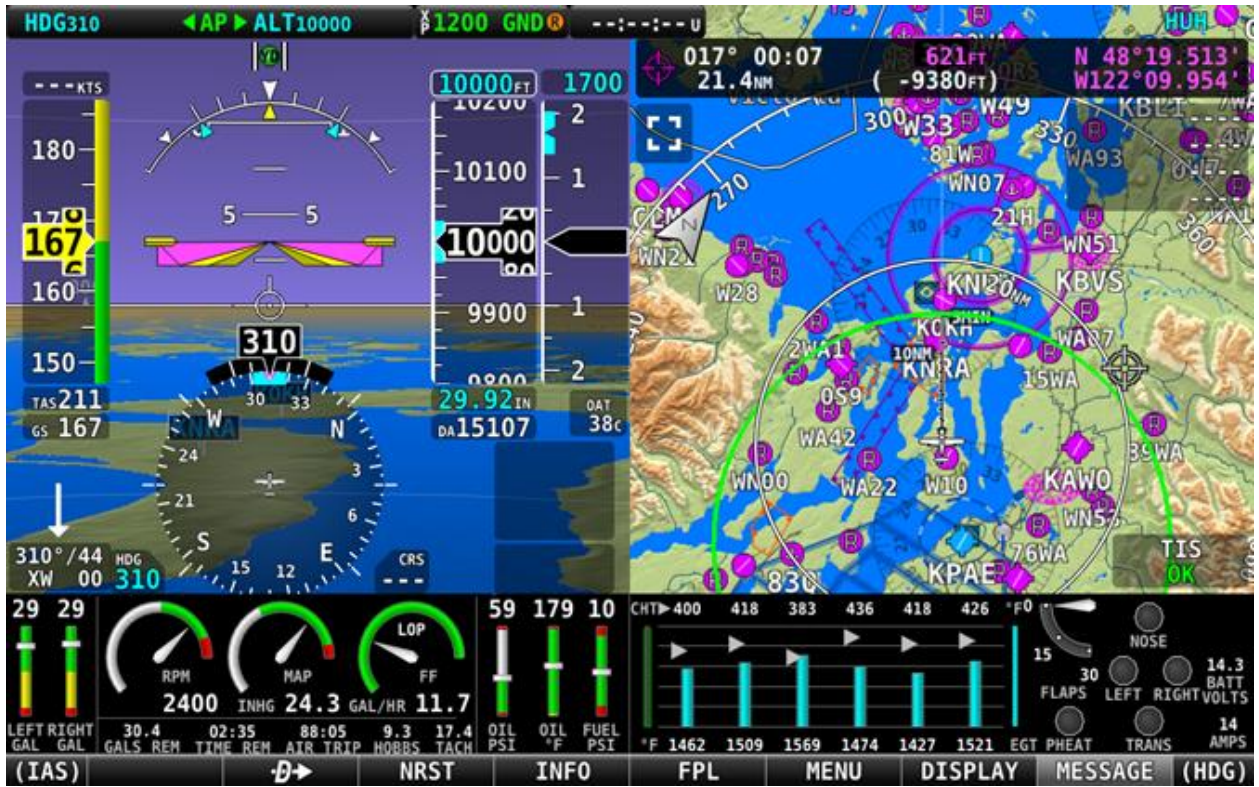 HDG310
AP
ALT10000
1200 GND R
--:--:-- U
HUH
017° 00:07
21.4NM
621FT
( -9380FT)
N 48°19.513'
W122°09.954'
---KTS
180
167
160
150
TAS211
GS 167
5
5
10000FT
1700
10200
10100
10000
9900
9800
2
1
1
2
29.92IN
DA15107
OAT
38C
310
30
33
W
N
24
3
21
6
S
E
15
12
310°/44
XW 00
HDG
310
CRS
---
W49
KBLI
300
W33
330
WA93
81W
270
WN07
21H
360
WN51
KBVS
20NM
W28
2WA1
WA07
10NM
KNRA
15WA
0S9
WA42
39WA
WN00
WA22
W10
KAWO
76WA
KPAE
83Q
TIS
OK
29
29
LEFT
GAL
RIGHT
GAL
RPM
2400
MAP
INHG 24.3
LOP
FF
GAL/HR 11.7
30.4
GALS REM
02:35
TIME REM
88:05
AIR TRIP
9.3
HOBBS
17.4
TACH
59
179
10
OIL
PSI
OIL
°F
FUEL
PSI
CHT 400 418 383 436 418 426 °F
°F 1462 1509 1569 1474 1427 1521 EGT
0
15
30
FLAPS
NOSE
LEFT
RIGHT
14.3
BATT
VOLTS
PHEAT
TRANS
14
AMPS
(IAS)
D
NRST
INFO
FPL
MENU
DISPLAY
MESSAGE
(HDG)